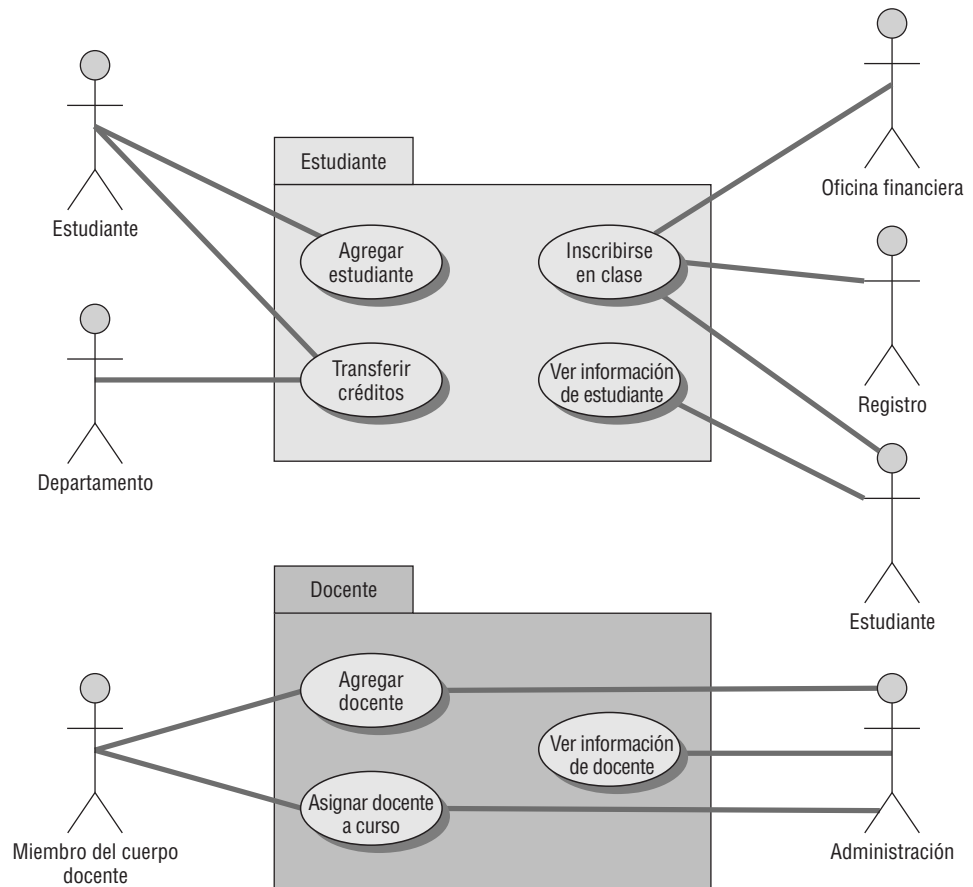 Estudiante
Oficina financiera
Estudiante
Agregar
estudiante
Inscribirse
en clase
Departamento
Transferir
créditos
Ver información
de estudiante
Registro
Estudiante
Docente
Agregar
docente
Ver información
de docente
Asignar docente
a curso
Miembro del cuerpo
docente
Administración